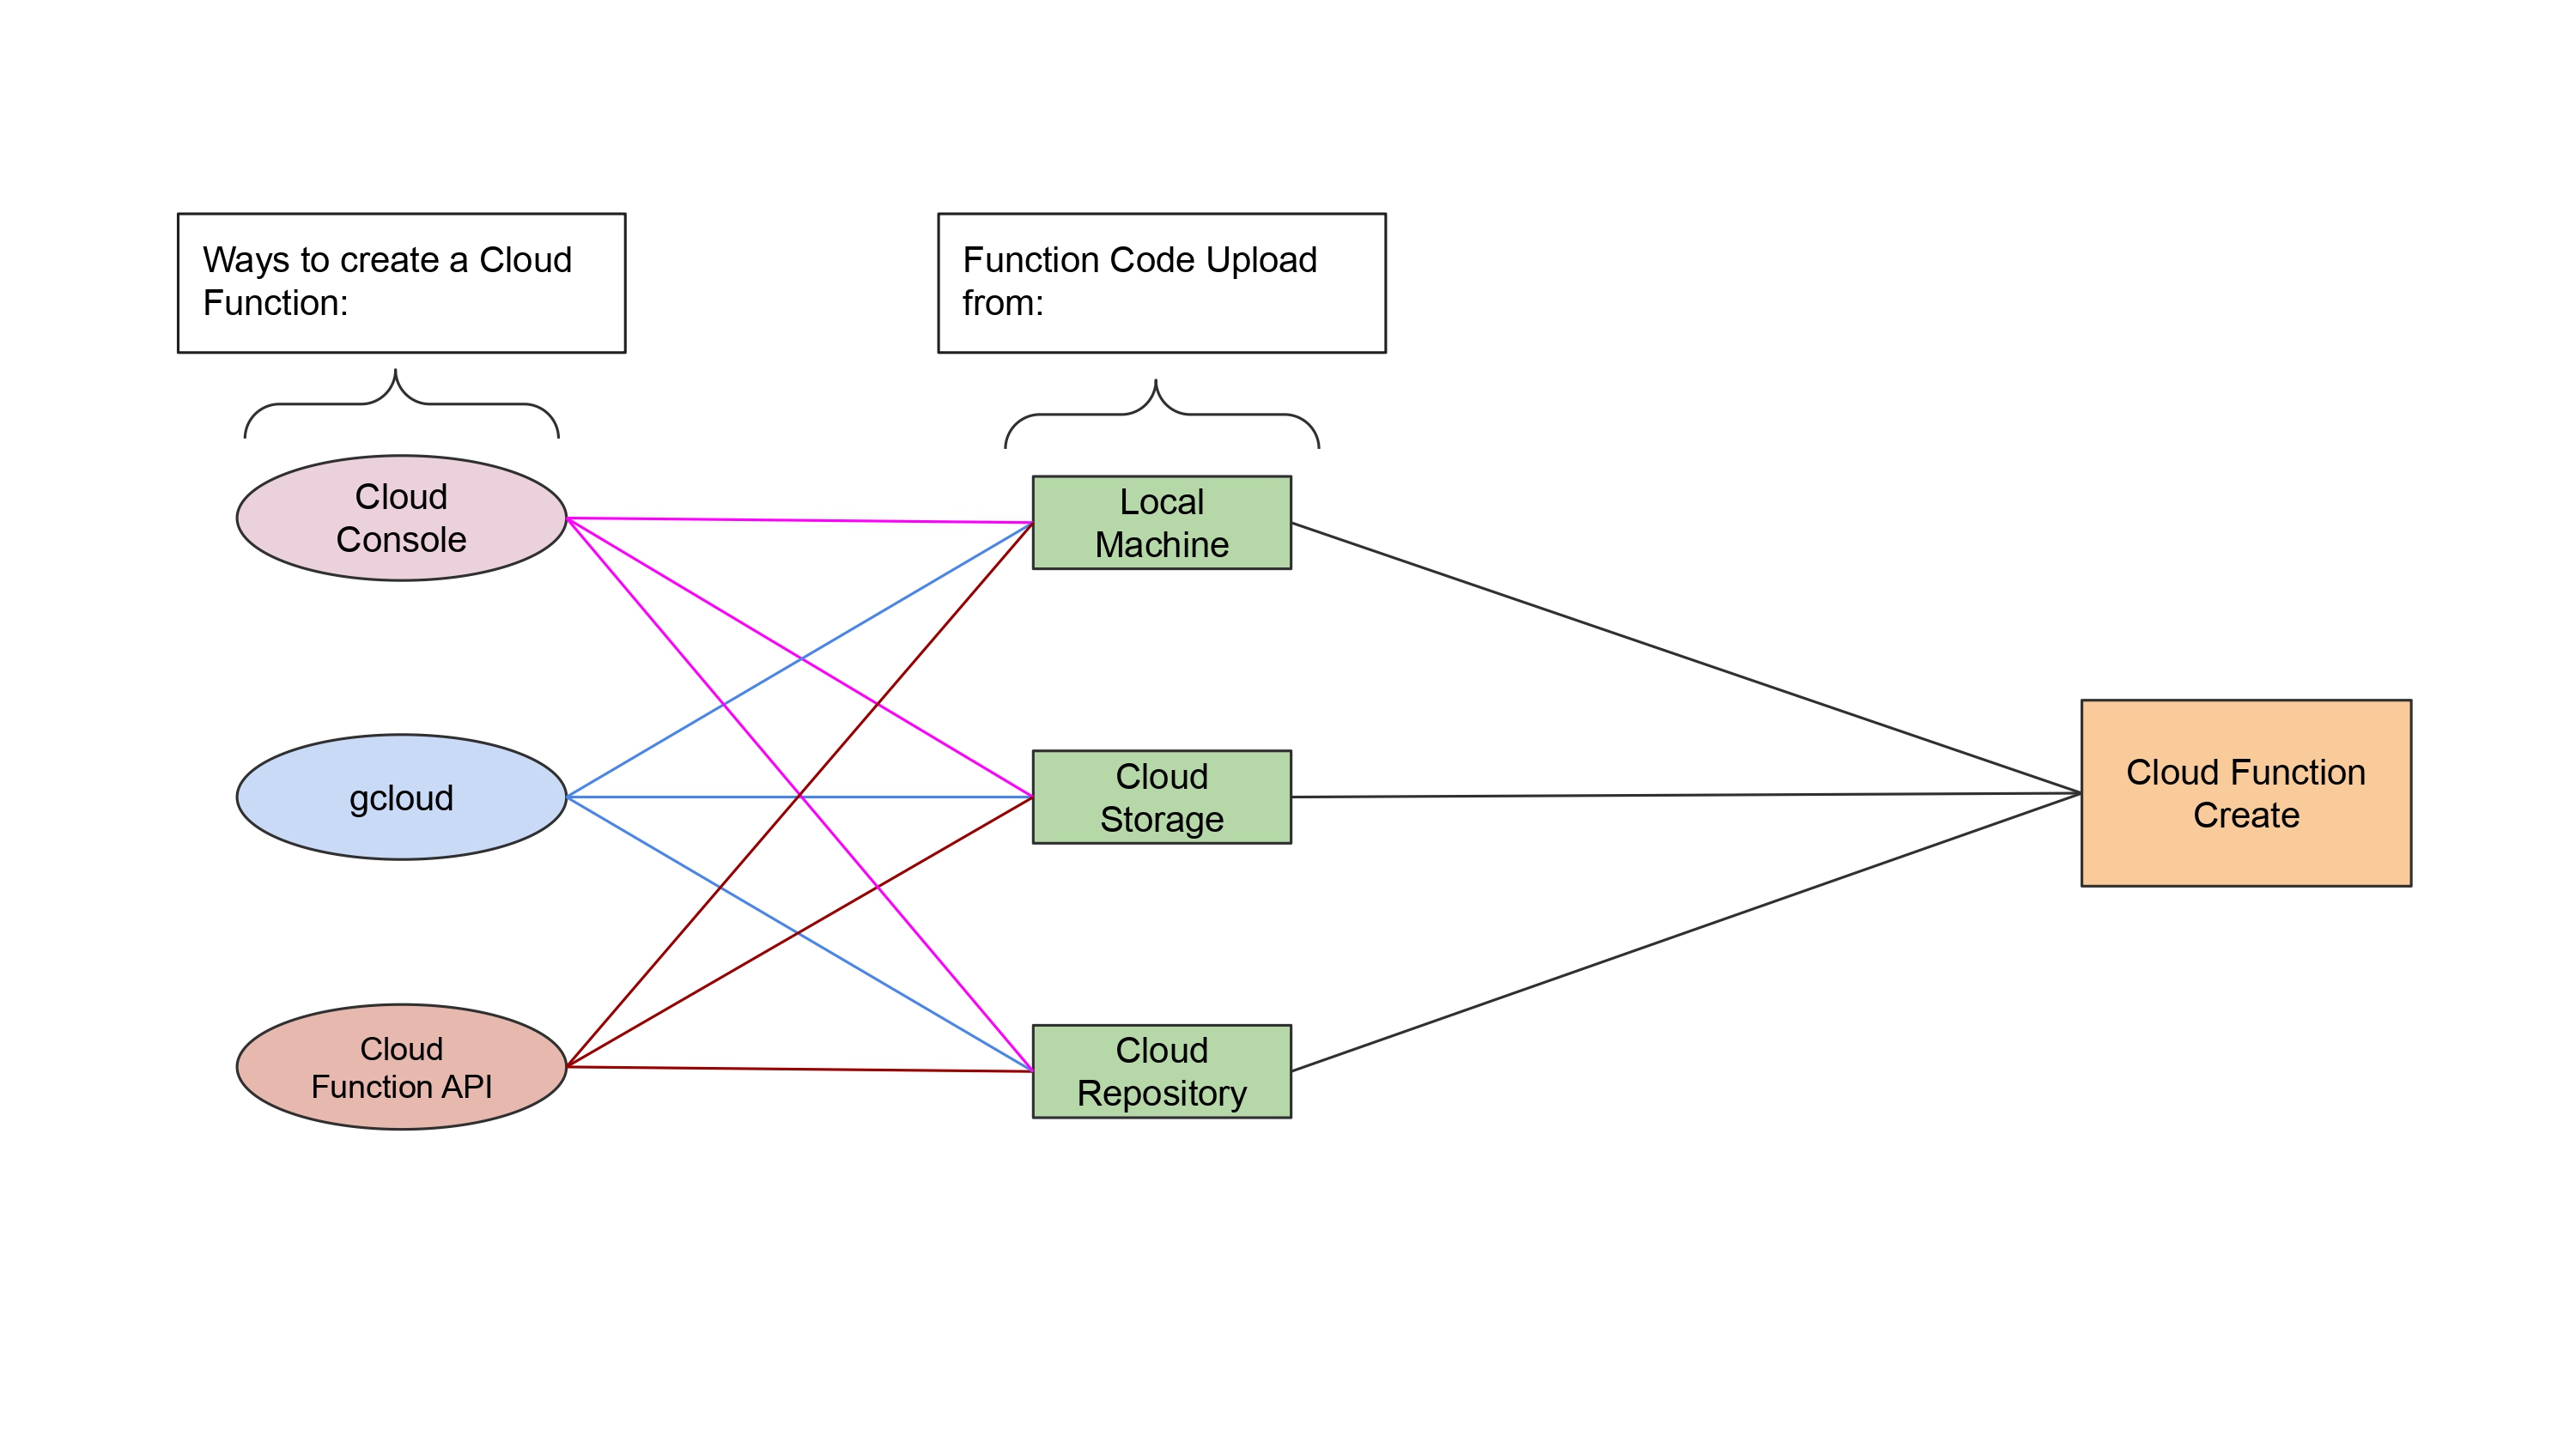 Ways to create a Cloud
Function:
Function Code Upload
from:
Cloud
Console
Local
Machine
gcloud
Cloud
Storage
Cloud Function
Create
Cloud
Function API
Cloud
Repository